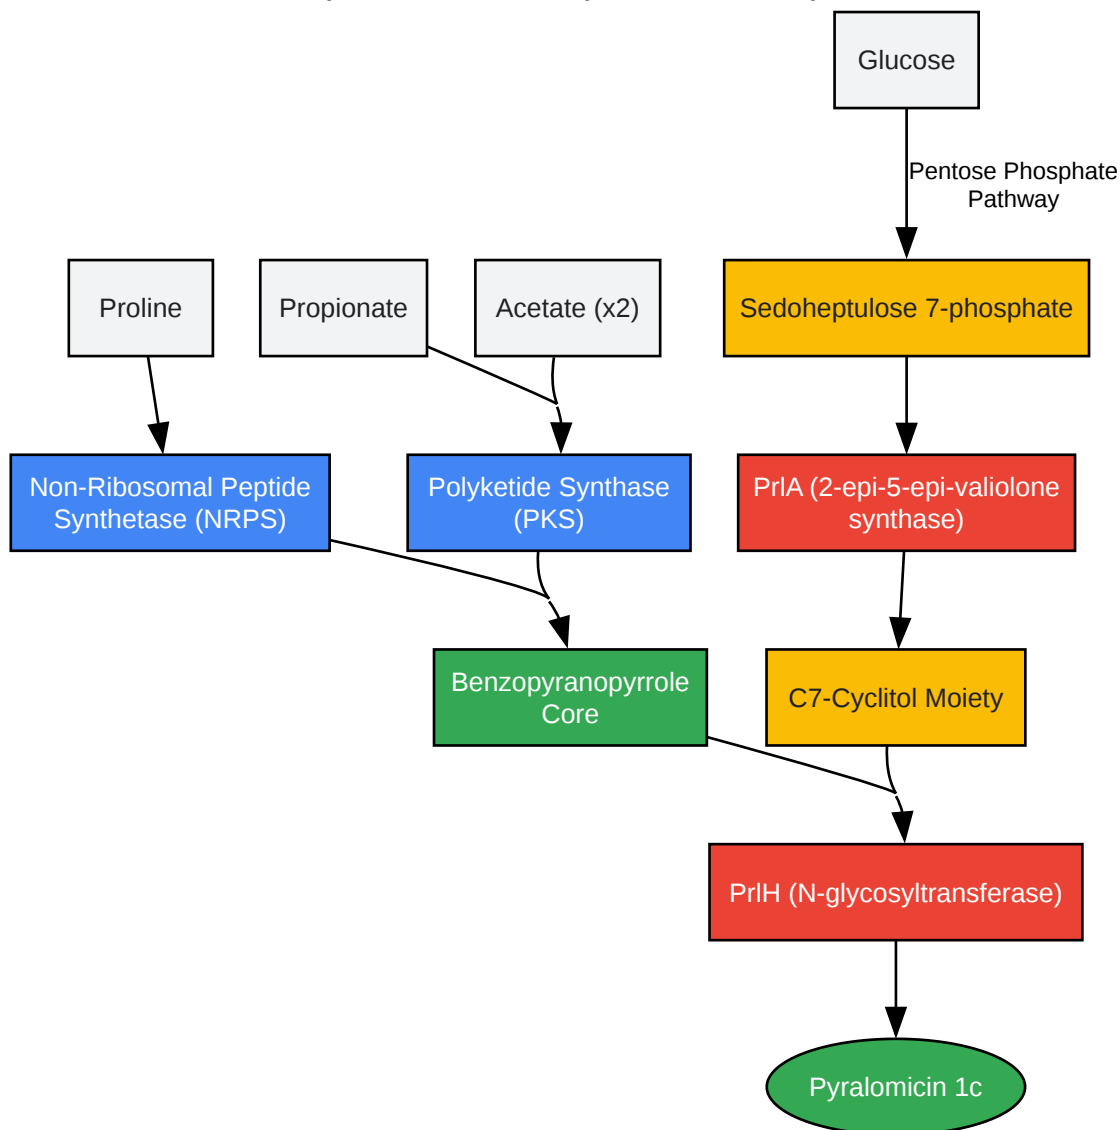 Glucose
Pentose Phosphate
Pathway
Proline
Propionate
Acetate (x2)
Sedoheptulose 7-phosphate
Non-Ribosomal Peptide
Synthetase (NRPS)
Polyketide Synthase
(PKS)
PrlA (2-epi-5-epi-valiolone
synthase)
Benzopyranopyrrole
Core
C7-Cyclitol Moiety
PrlH (N-glycosyltransferase)
Pyralomicin 1c